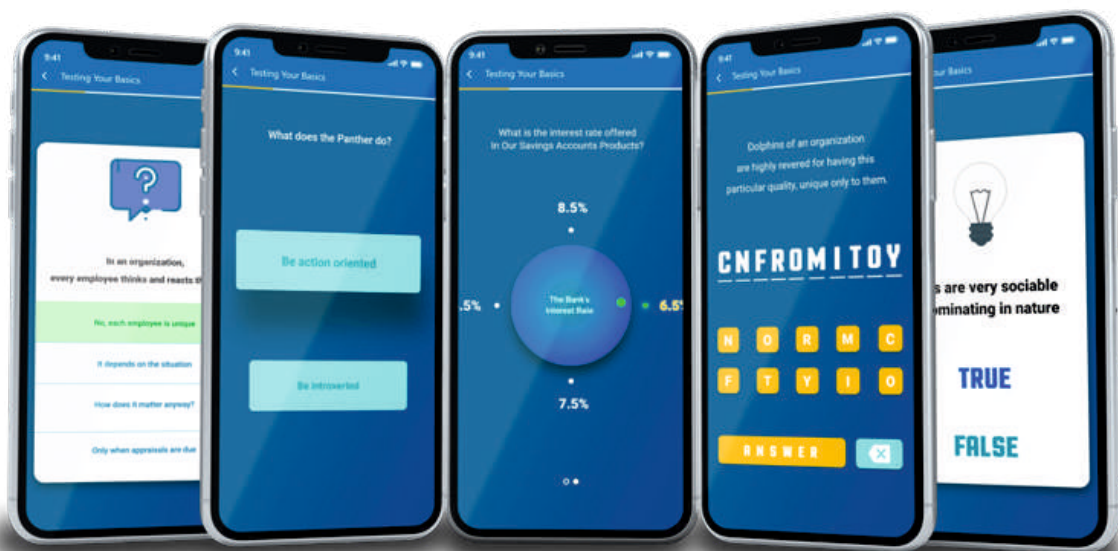 9:41
Testing Your Basics
In an organization,
every employee thinks and reacts
No, each employee is unique
It depends on the situation
How does it matter anyway?
Only when appraisals are due
9:41
Testing Your Basics
What does the Panther do?
Be action oriented
Be introverted
9:41
Testing Your Basics
What is the interest rate offered
In Our Savings Accounts Products?
8.5%
.5%
The Bank's
Interest Rate
6.5
7.5%
9:41
Testing Your Basics
Dolphins of an organization
are highly revered for having this
particular quality, unique only to them.
CNFROMITOY
N O R M C
F T Y I O
ANSWER
ur Basics
s are very sociable
ominating in nature
TRUE
FALSE